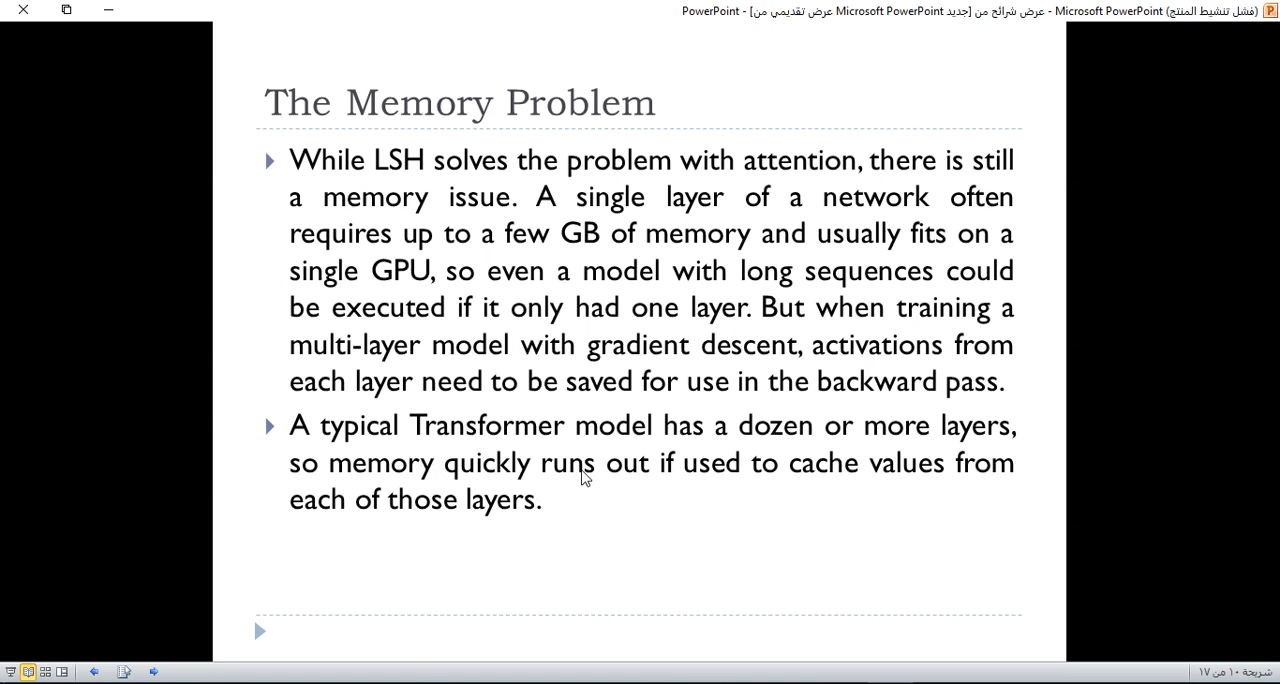 (فشل تنشيط المنتج) Microsoft PowerPoint - عرض شرائح من [جديد Microsoft PowerPoint عرض تقديمي من] - PowerPoint
The Memory Problem
While LSH solves the problem with attention, there is still
a memory issue. A single layer of a network often
requires up to a few GB of memory and usually fits on a
single GPU, so even a model with long sequences could
be executed if it only had one layer. But when training a
multi-layer model with gradient descent, activations from
each layer need to be saved for use in the backward pass.
A typical Transformer model has a dozen or more layers,
so memory quickly runs out if used to cache values from
each of those layers.
شريحة ١٠ من ١٧